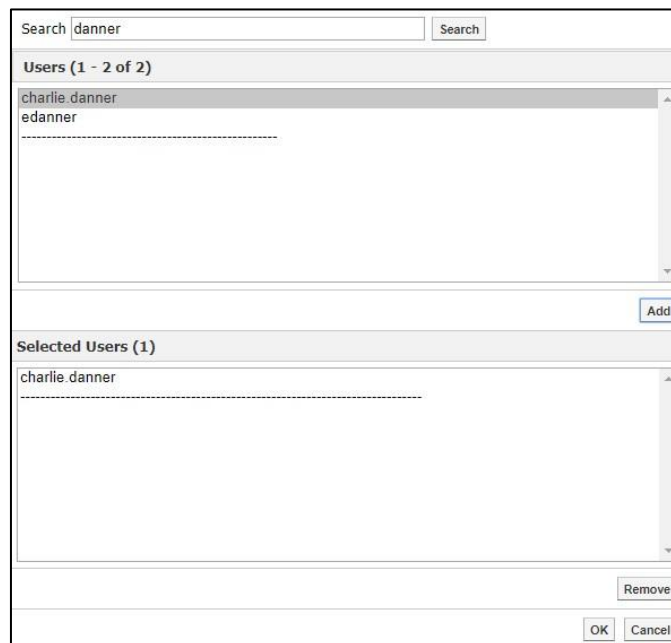 Search danner Search
Users (1 - 2 of 2)
charlie.danner
edanner
---------------------------------------------------
Add
Selected Users (1)
charlie.danner
--------------------------------------------------------------------------------
Remove
OK Cancel